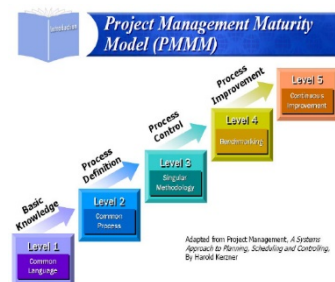 Introduction
Project Management Maturity
Model (PMMM)
Level 5
Continuous
Improvement
Process
Improvement
Level 4
Benchmarking
Process
Control
Level 3
Singular
Methodology
Process
Definition
Level 2
Common
Process
Basic
Knowledge
Level 1
Common
Language
Adapted from Project Management, A Systems
Approach to Planning, Scheduling and Controlling,
By Harold Kerzner